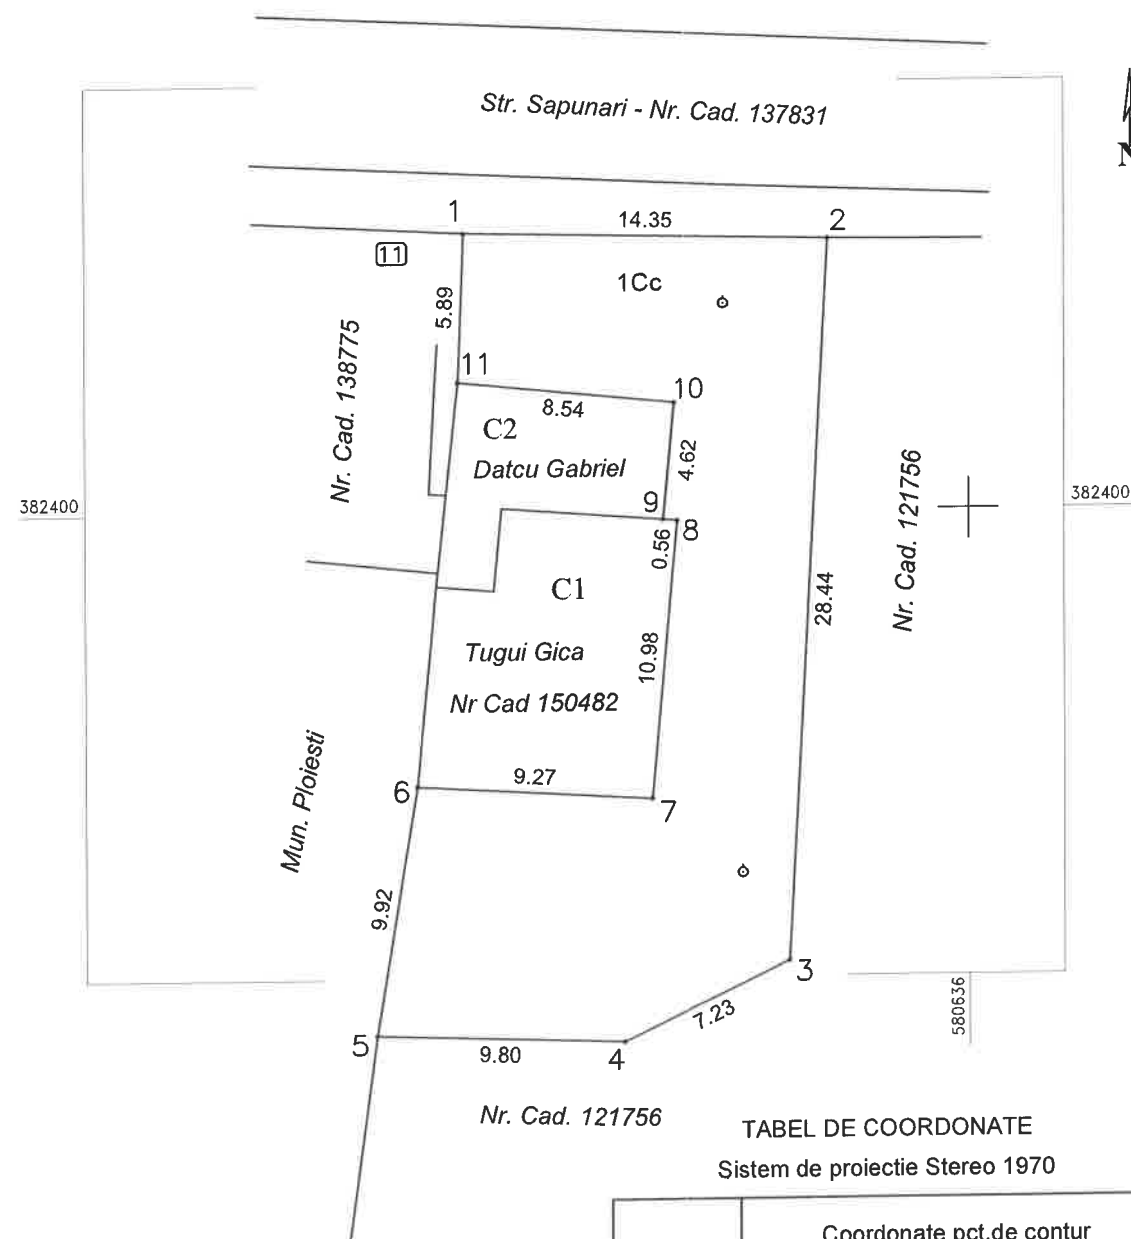 Str. Sapunari - Nr. Cad. 137831
N
1
14.35
2
11
1Cc
5.89
Nr. Cad. 138775
11
10
8.54
C2
Datcu Gabriel
4.62
9
8
382400
382400
0.56
Nr. Cad. 121756
C1
28.44
Tugui Gica
10.98
Nr Cad 150482
Mun. Ploiesti
6
9.27
7
9.92
3
7.23
580636
5
9.80
4
Nr. Cad. 121756
TABEL DE COORDONATE
Sistem de proiectie Stereo 1970
Coordonate pct.de contur